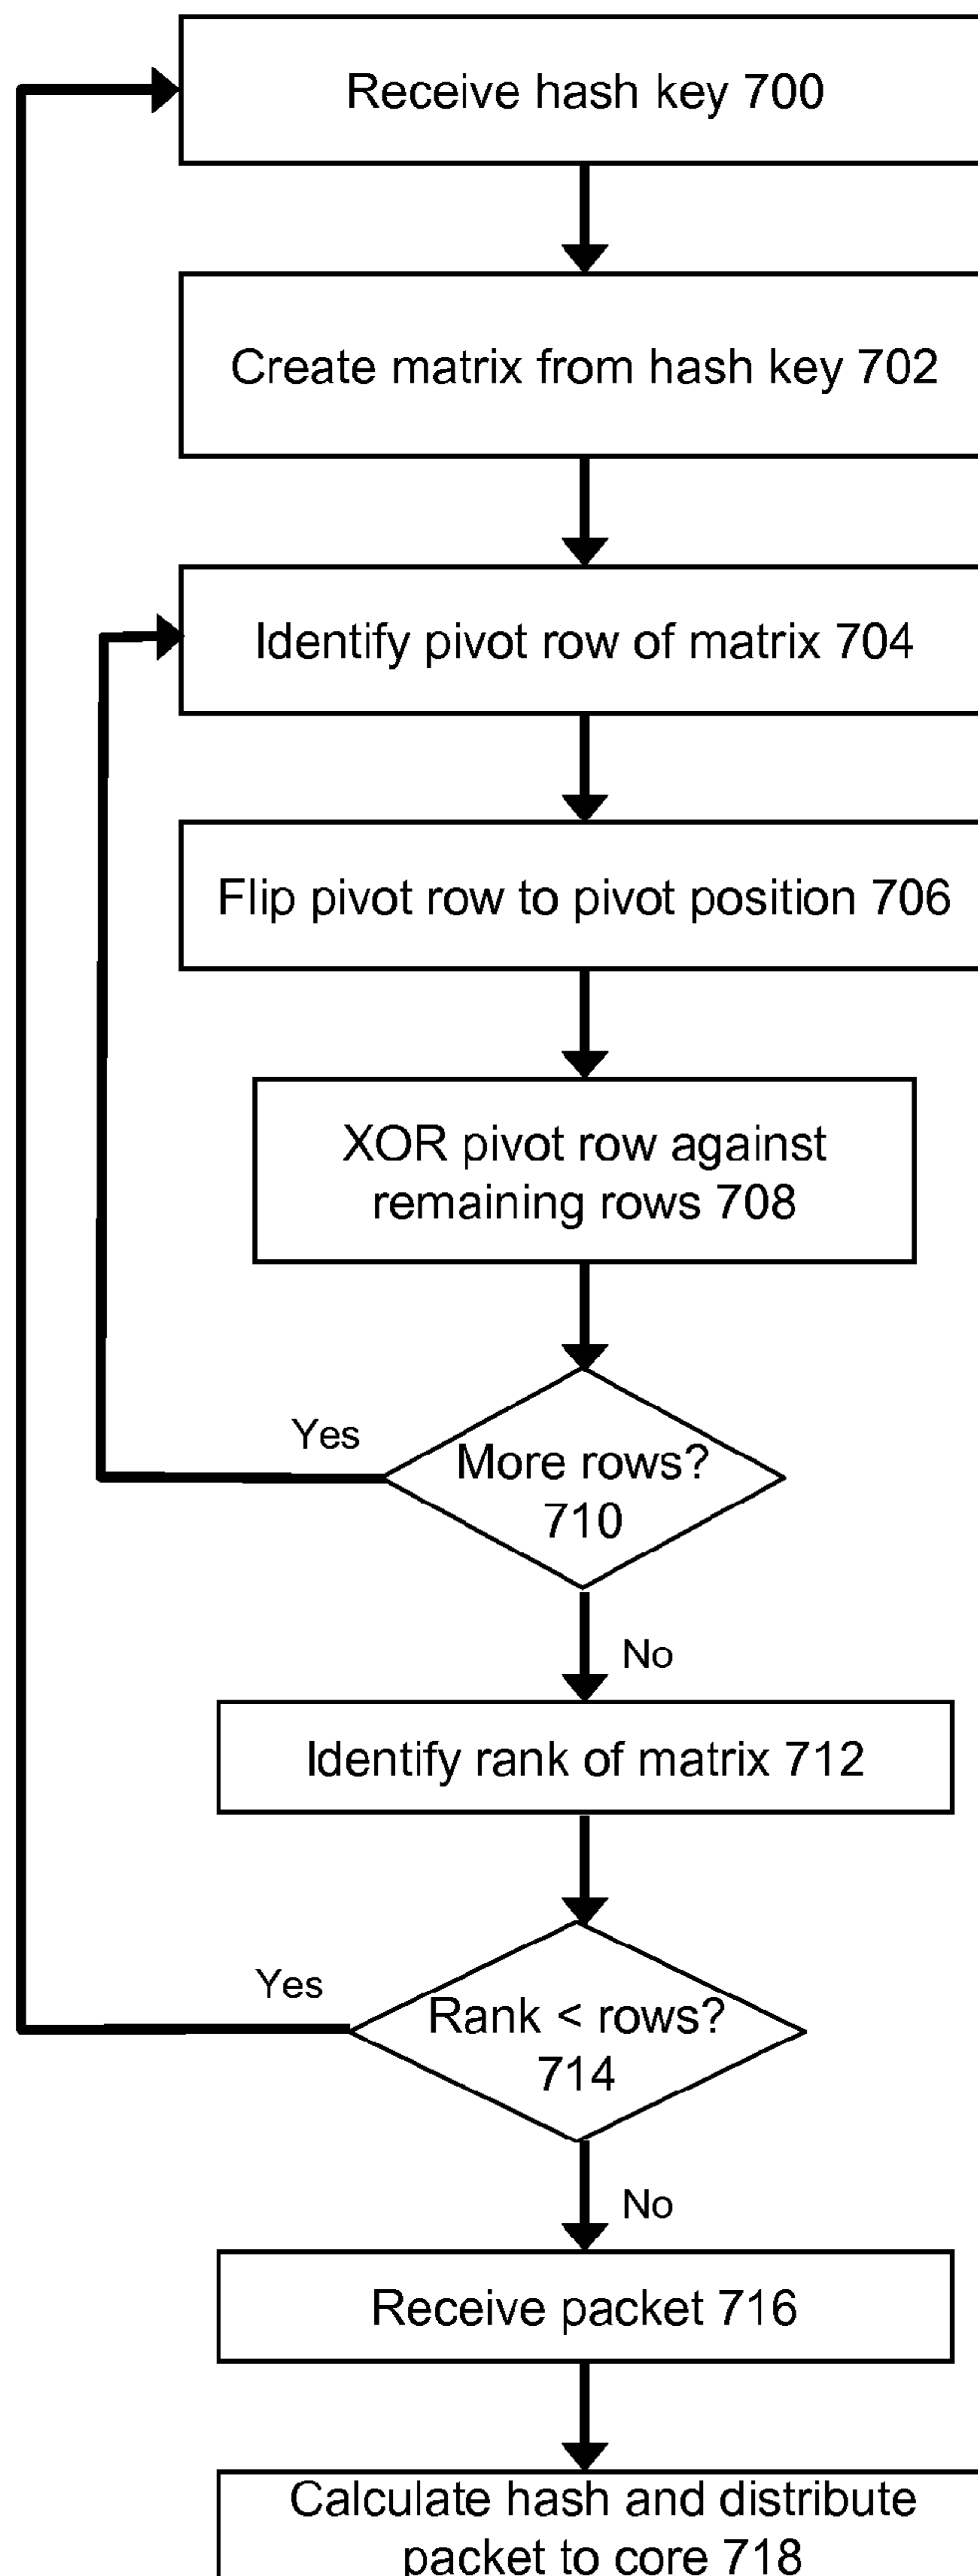 Receive hash key 700
Create matrix from hash key 702
Identify pivot row of matrix 704
Flip pivot row to pivot position 706
XOR pivot row against
remaining rows 708
Yes
More rows?
710
No
Identify rank of matrix 712
Yes
Rank < rows?
714
No
Receive packet 716
Calculate hash and distribute
packet to core 718